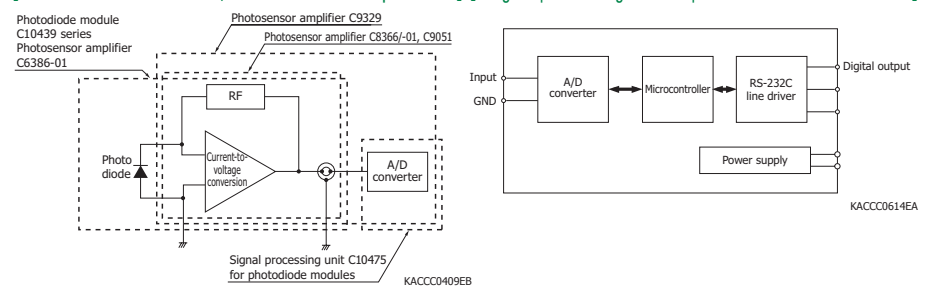 Photodiode module
C10439 series
Photosensor amplifier
C6386-01
Photosensor amplifier C9329
Photosensor amplifier C8366/-01, C9051
RF
Photo
diode
Current-to-
voltage
conversion
A/D
converter
Signal processing unit C10475
for photodiode modules
KACCC0409EB
Input
GND
A/D
converter
Microcontroller
RS-232C
line driver
Digital output
Power supply
KACCC0614EA